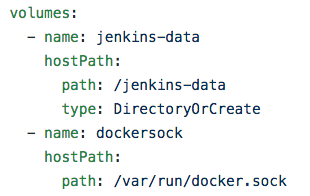 volumes:
  - name: jenkins-data
    hostPath:
      path: /jenkins-data
      type: DirectoryOrCreate
  - name: dockersock
    hostPath:
      path: /var/run/docker.sock